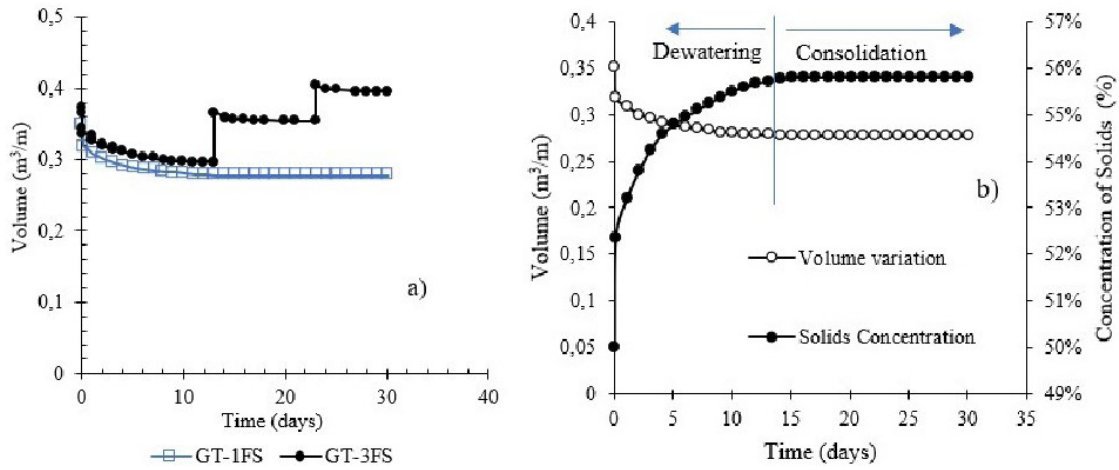 0,5
0,4
0,3
0,2
0,1
0
Volume (m³/m)
0
10
20
30
40
Time (days)
a)
GT-1FS
GT-3FS
0,4
0,35
0,3
0,25
0,2
0,15
0,1
0,05
0
Volume (m³/m)
Dewatering
Consolidation
b)
Volume variation
Solids Concentration
57%
56%
55%
54%
53%
52%
51%
50%
49%
Concentration of Solids (%)
0
5
10
15
20
25
30
35
Time (days)